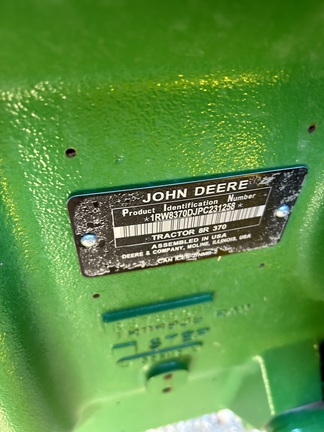 JOHN DEERE
Product Identification Number
*1RW8370DJPC231258*
TRACTOR 8R 370
ASSEMBLED IN USA
DEERE & COMPANY, MOLINE, ILLINOIS, USA